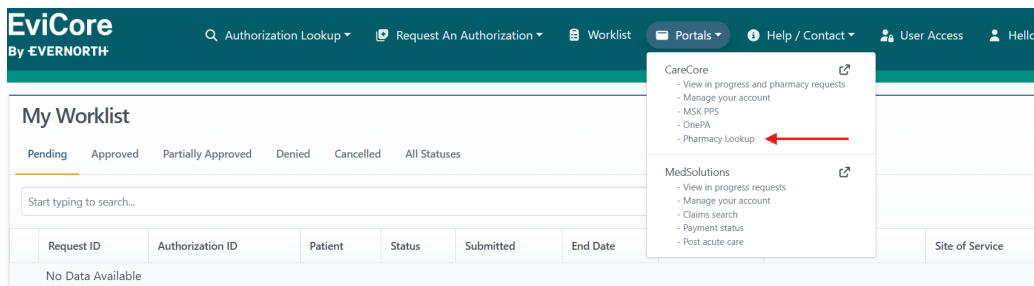 EviCore
By EVERNORTH
Authorization Lookup
Request An Authorization
Worklist
Portals
Help / Contact
User Access
Hello
CareCore
- View in progress and pharmacy requests
- Manage your account
- MSK PPS
- OnePA
- Pharmacy Lookup
MedSolutions
- View in progress requests
- Manage your account
- Claims search
- Payment status
- Post acute care
My Worklist
Pending Approved Partially Approved Denied Cancelled All Statuses
Start typing to search...
Request ID Authorization ID Patient Status Submitted End Date Site of Service
No Data Available